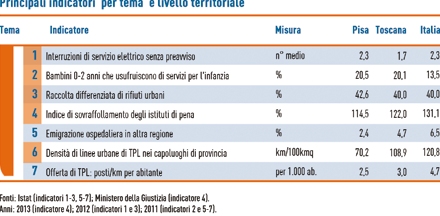 Principali indicatori per tema e livello territoriale
Tema Indicatore Misura Pisa Toscana Italia
1 Interruzioni di servizio elettrico senza preavviso n° medio 2,3 1,7 2,3
2 Bambini 0-2 anni che usufruiscono di servizi per l'infanzia % 20,5 20,1 13,5
3 Raccolta differenziata di rifiuti urbani % 42,6 40,0 40,0
4 Indice di sovraffollamento degli istituti di pena % 114,5 122,0 131,1
5 Emigrazione ospedaliera in altra regione % 2,4 4,7 6,5
6 Densità di linee urbane di TPL nei capoluoghi di provincia km/100kmq 70,2 108,9 120,8
7 Offerta di TPL: posti/km per abitante per 1.000 ab. 2,5 3,0 4,7
Fonti: Istat (indicatori 1-3, 5-7); Ministero della Giustizia (indicatore 4).
Anni: 2013 (indicatore 4); 2012 (indicatori 1 e 3); 2011 (indicatori 2 e 5-7).